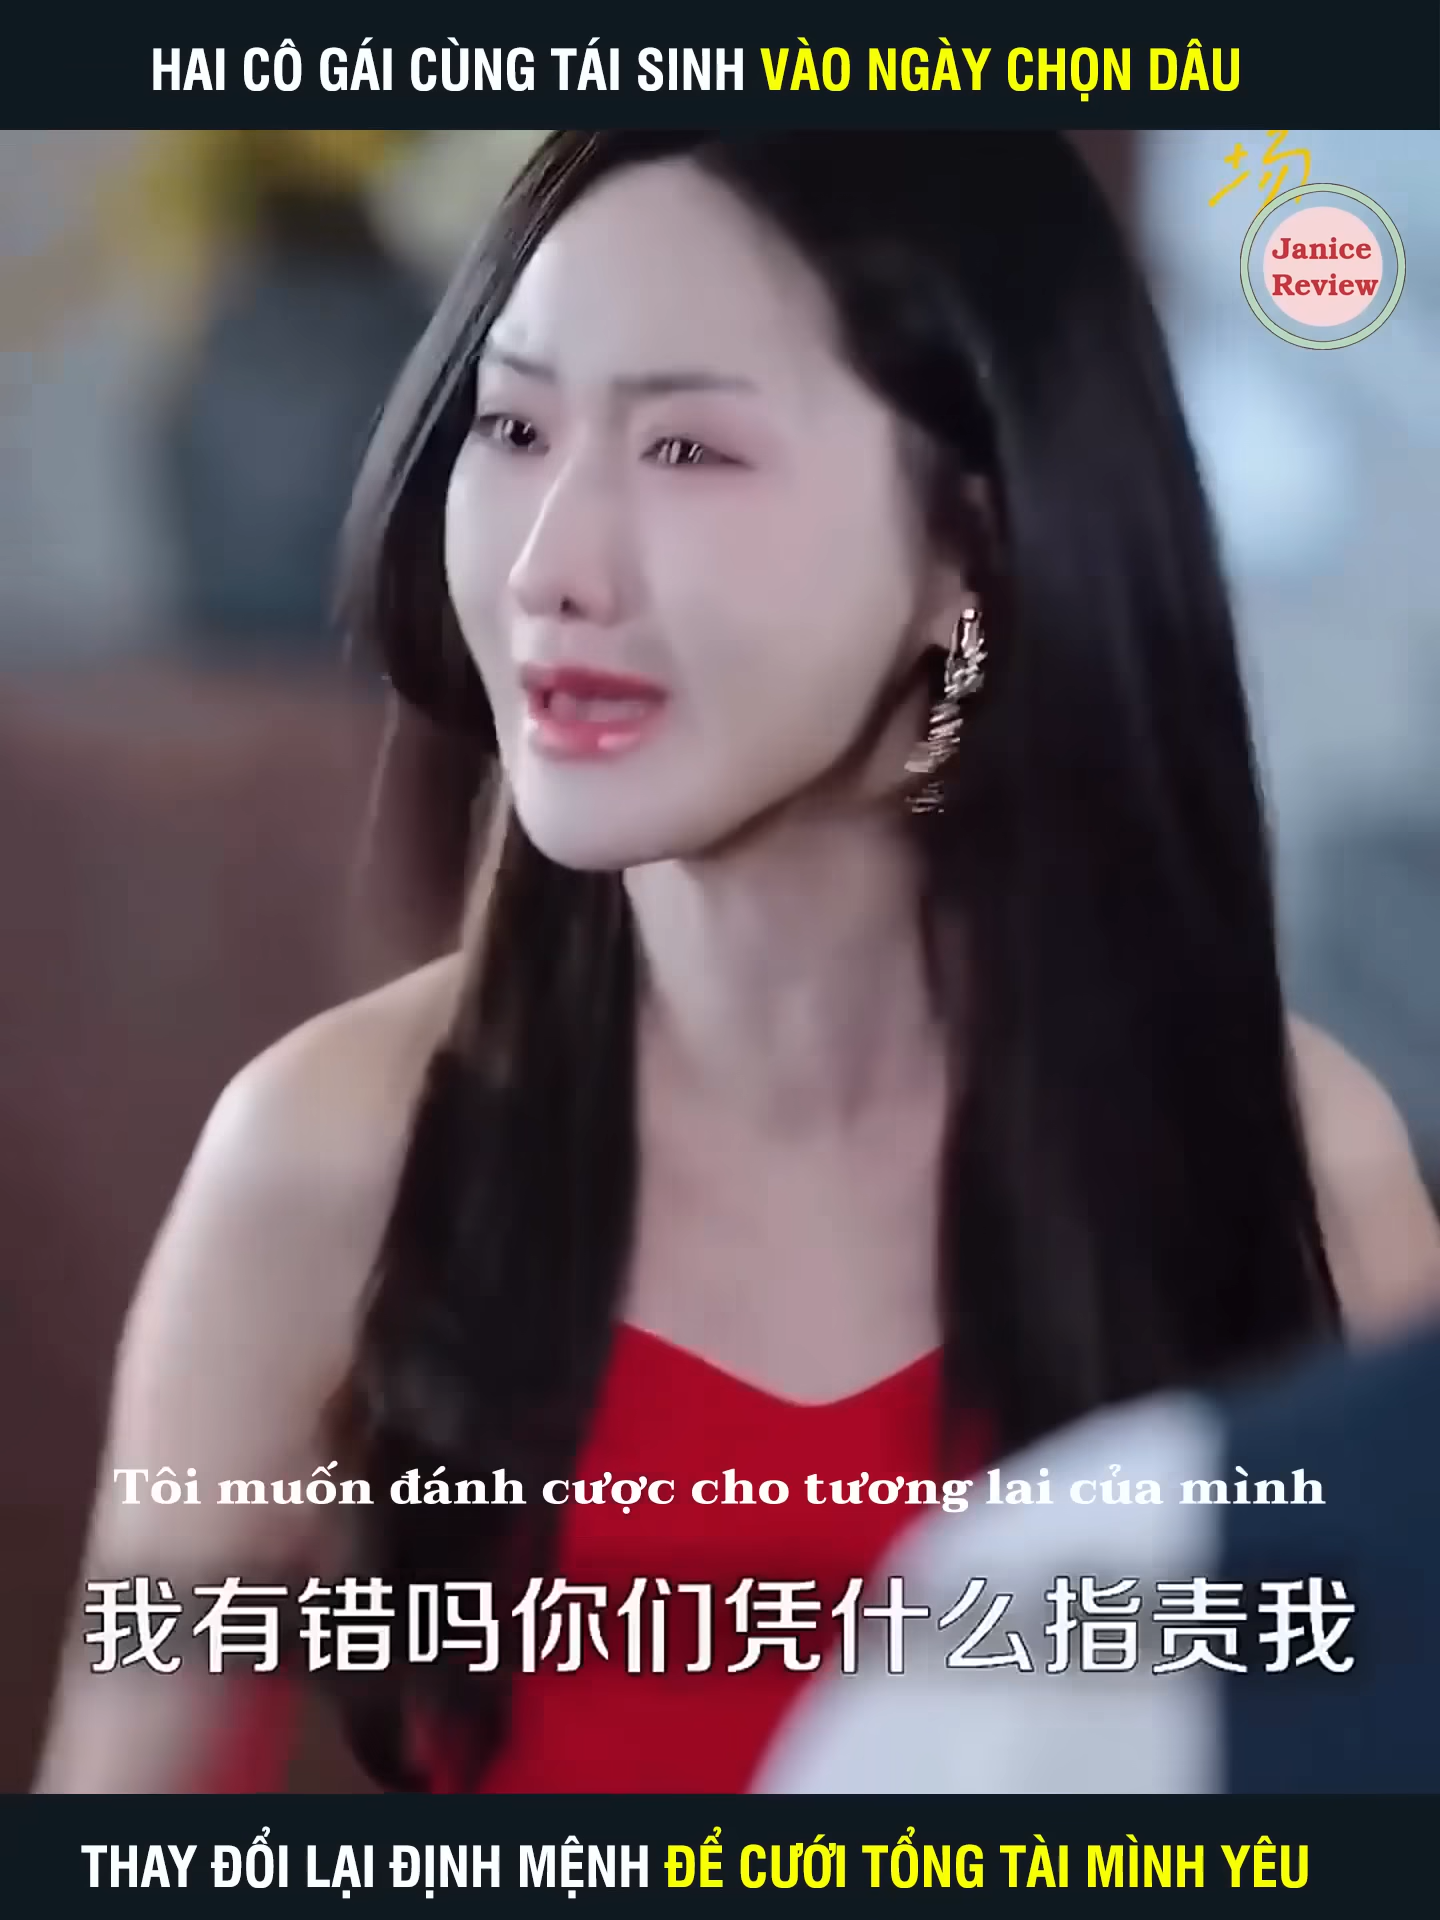 HAI CÔ GÁI CÙNG TÁI SINH VÀO NGÀY CHỌN DÂU
场
Janice
Review
Tôi muốn đánh cược cho tương lai của mình
我有错吗你们凭什么指责我
THAY ĐỔI LẠI ĐỊNH MỆNH ĐỂ CƯỚI TỔNG TÀI MÌNH YÊU